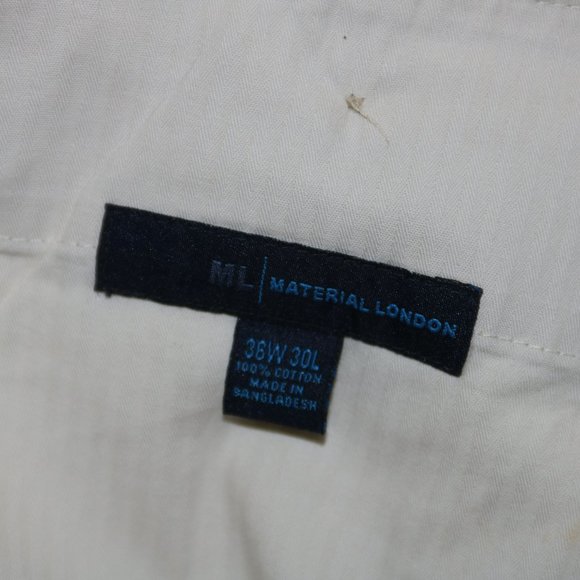 ML | MATERIAL LONDON
38W 30L
100% COTTON
MADE IN
BANGLADESH